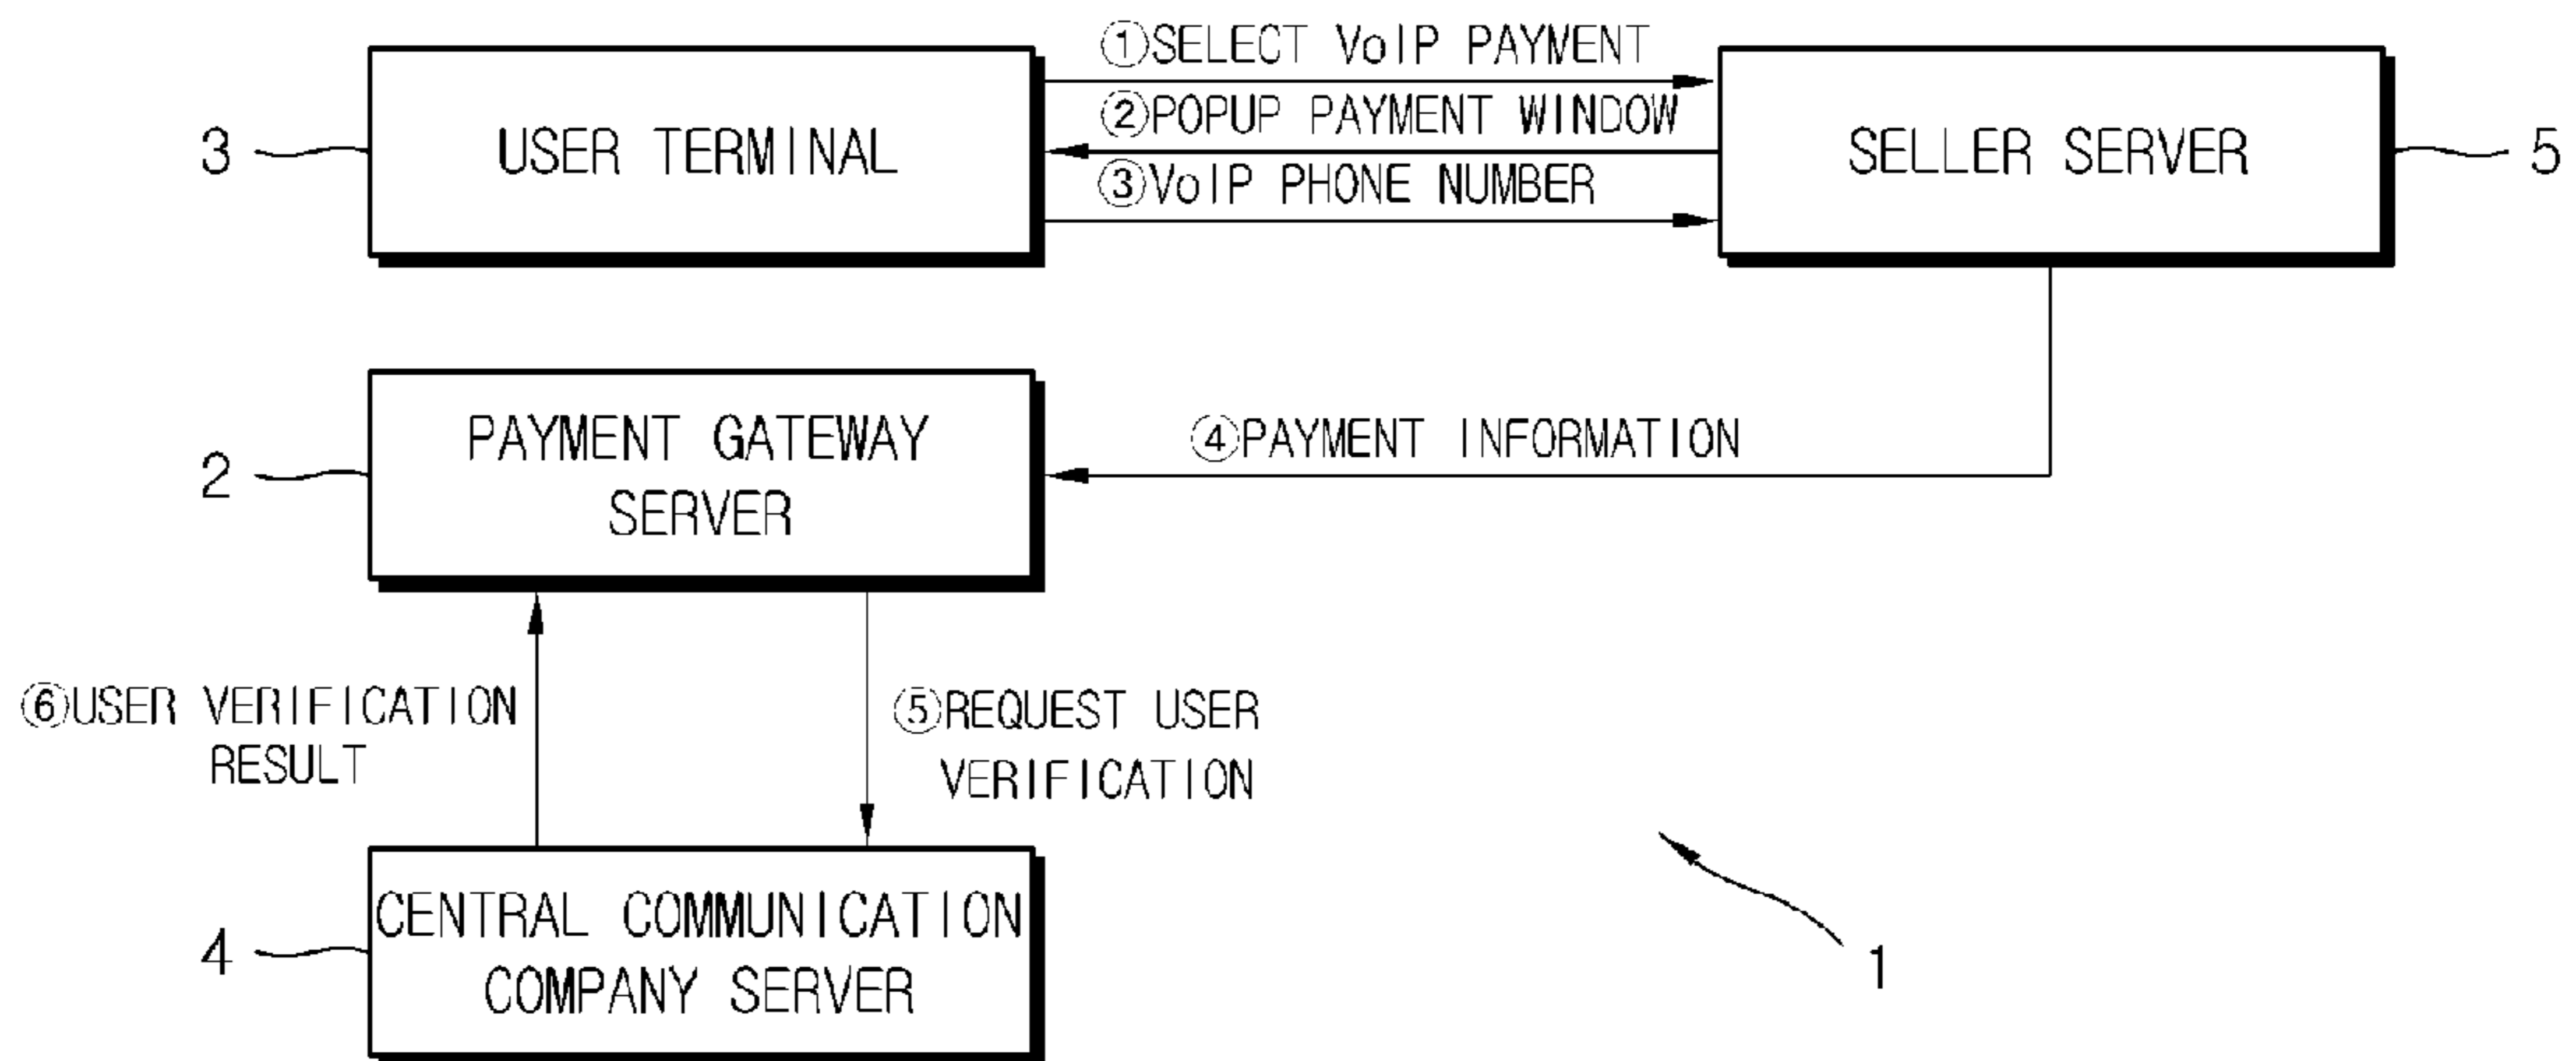 ①SELECT VoIP PAYMENT
②POPUP PAYMENT WINDOW
③VoIP PHONE NUMBER
3
USER TERMINAL
SELLER SERVER
5
2
PAYMENT GATEWAY
SERVER
④PAYMENT INFORMATION
⑥USER VERIFICATION
RESULT
⑤REQUEST USER
VERIFICATION
4
CENTRAL COMMUNICATION
COMPANY SERVER
1